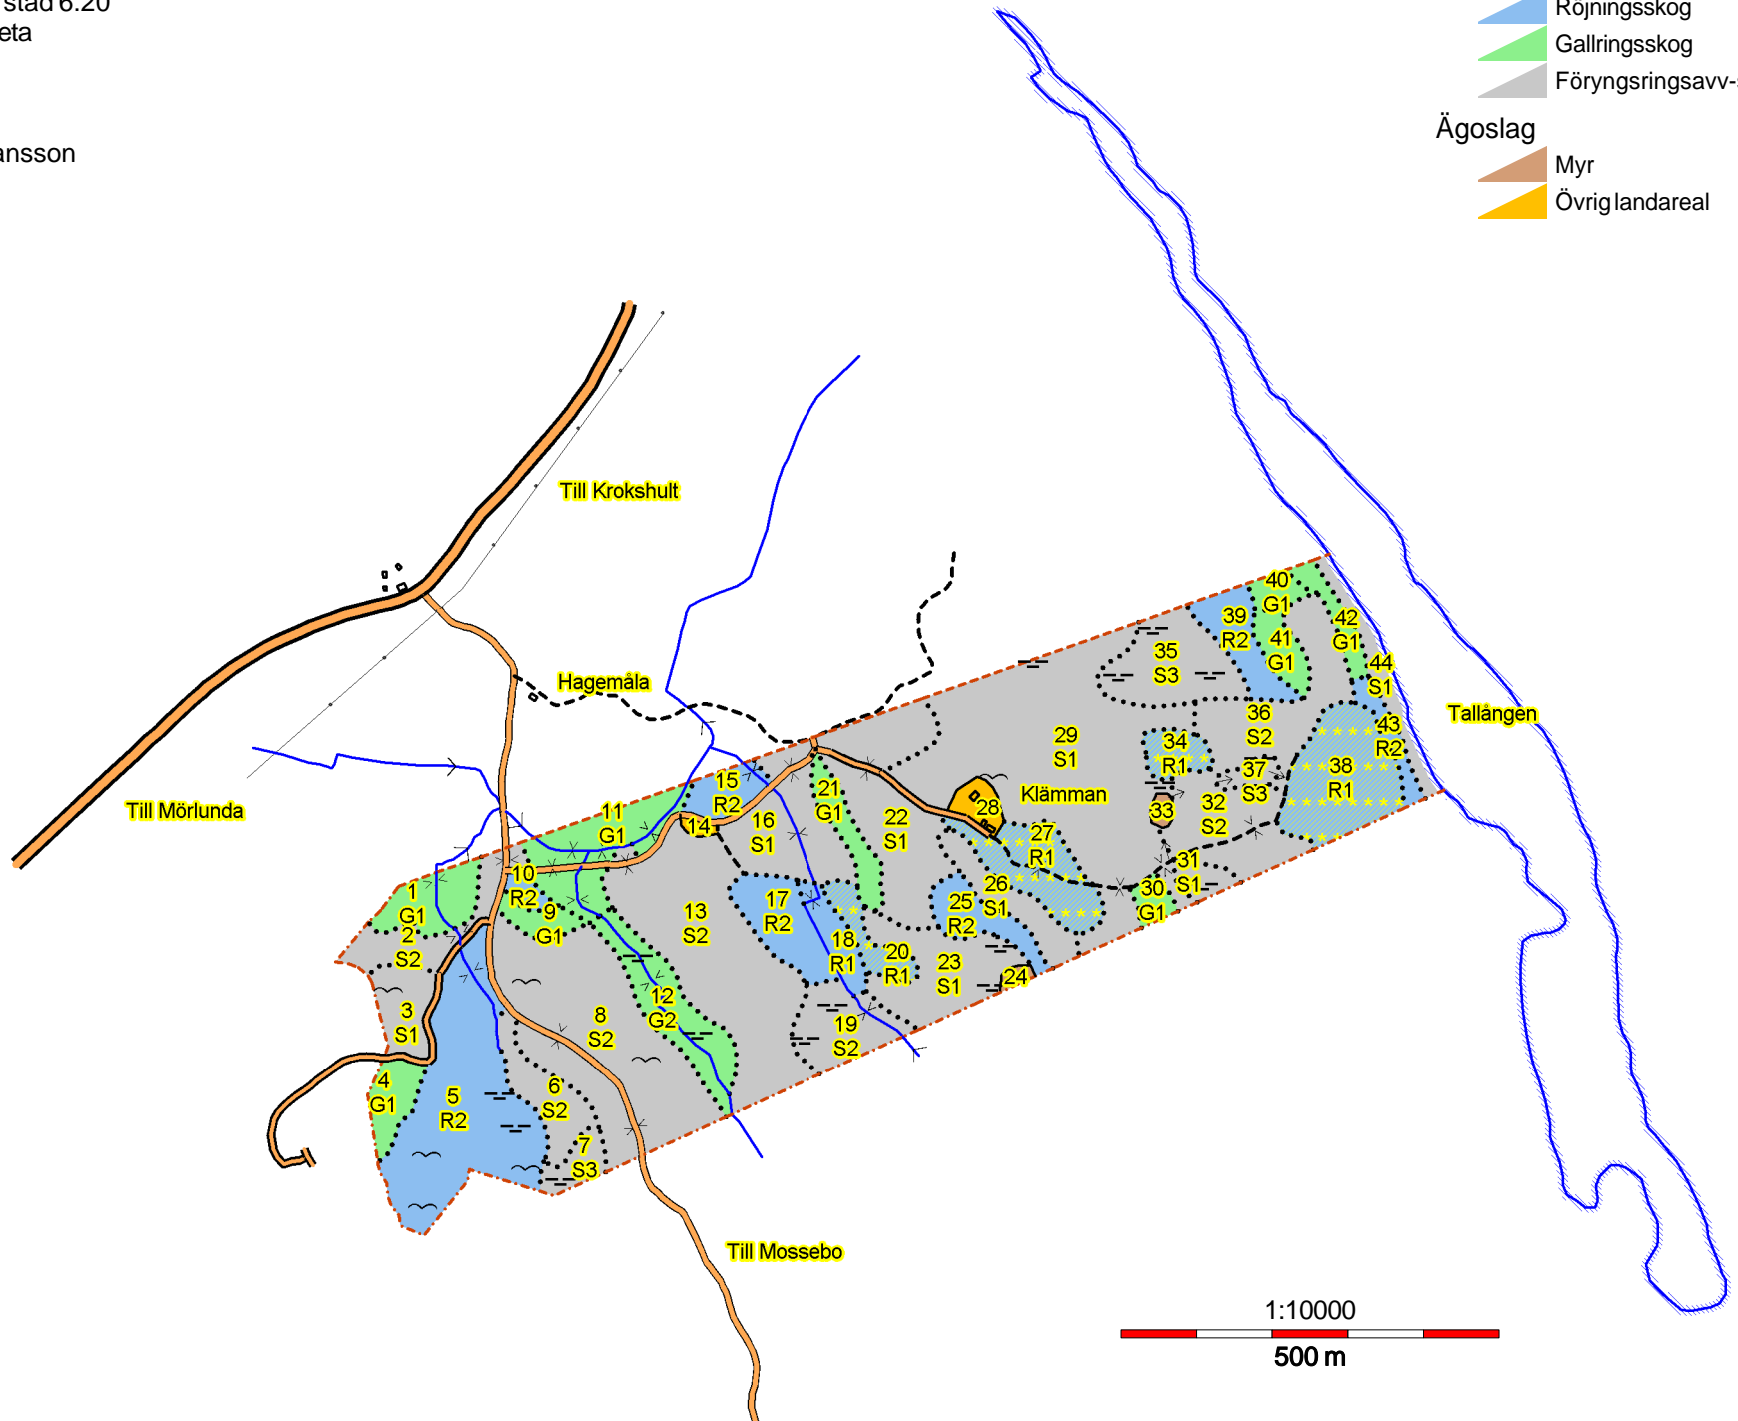 stad 6:20
eta
ansson
Röjningsskog
Gallringsskog
Föryngsringsavv-
Ägoslag
Myr
Övrig landareal
Till Krokshult
Hagemåla
Till Mörlunda
Tallången
Klämman
Till Mossebo
1
G1
2
S2
3
S1
4
G1
5
R2
6
S2
7
S3
8
S2
9
G1
10
R2
11
G1
12
G2
13
S2
14
15
R2
16
S1
17
R2
18
R1
19
S2
20
R1
21
G1
22
S1
23
S1
24
25
R2
26
S1
27
R1
28
29
S1
30
G1
31
S1
32
S2
33
34
R1
35
S3
36
S2
37
S3
38
R1
39
R2
40
G1
41
G1
42
G1
43
R2
44
S1
1:10000
500 m